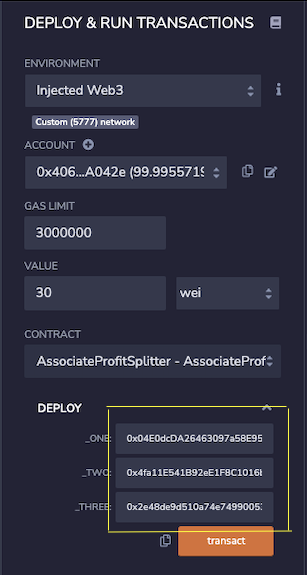 DEPLOY & RUN TRANSACTIONS
ENVIRONMENT
Injected Web3
Custom (5777) network
ACCOUNT
0x406...A042e (99.9955719
GAS LIMIT
3000000
VALUE
30 wei
CONTRACT
AssociateProfitSplitter - AssociateProf
DEPLOY
_ONE: 0x04E0dcDA26463097a58E95
_TWO: 0x4fa11E541B92eE1F8C1016
_THREE: 0x2e48de9d510a74e7499005
transact